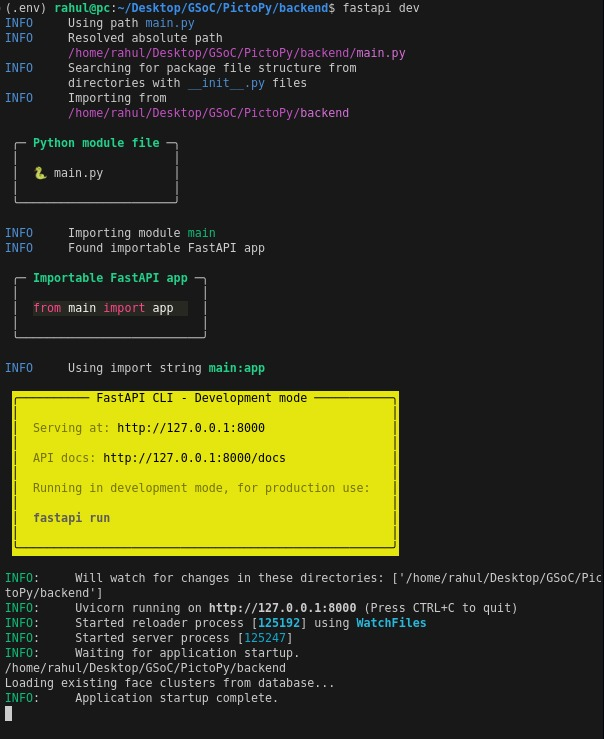 (.env) rahul@pc:~/Desktop/GSoC/PictoPy/backend$ fastapi dev
INFO     Using path main.py
INFO     Resolved absolute path
/home/rahul/Desktop/GSoC/PictoPy/backend/main.py
INFO     Searching for package file structure from
directories with __init__.py files
INFO     Importing from
/home/rahul/Desktop/GSoC/PictoPy/backend
Python module file
🐍 main.py
INFO     Importing module main
INFO     Found importable FastAPI app
Importable FastAPI app
from main import app
INFO     Using import string main:app
FastAPI CLI - Development mode
Serving at: http://127.0.0.1:8000
API docs: http://127.0.0.1:8000/docs
Running in development mode, for production use:
fastapi run
INFO:     Will watch for changes in these directories: ['/home/rahul/Desktop/GSoC/Pic
toPy/backend']
INFO:     Uvicorn running on http://127.0.0.1:8000 (Press CTRL+C to quit)
INFO:     Started reloader process [125192] using WatchFiles
INFO:     Started server process [125247]
INFO:     Waiting for application startup.
/home/rahul/Desktop/GSoC/PictoPy/backend
Loading existing face clusters from database...
INFO:     Application startup complete.